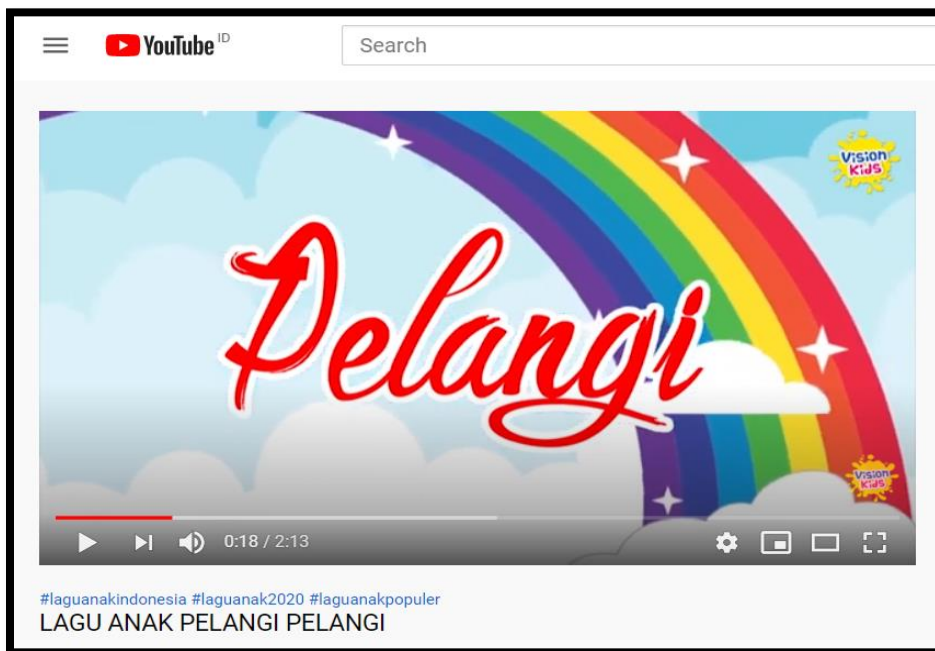 YouTube ID
Search
Vision
Kids
Pelangi
Vision
Kids
0:18 / 2:13
#laguanakindonesia #laguanak2020 #laguanakpopuler
LAGU ANAK PELANGI PELANGI